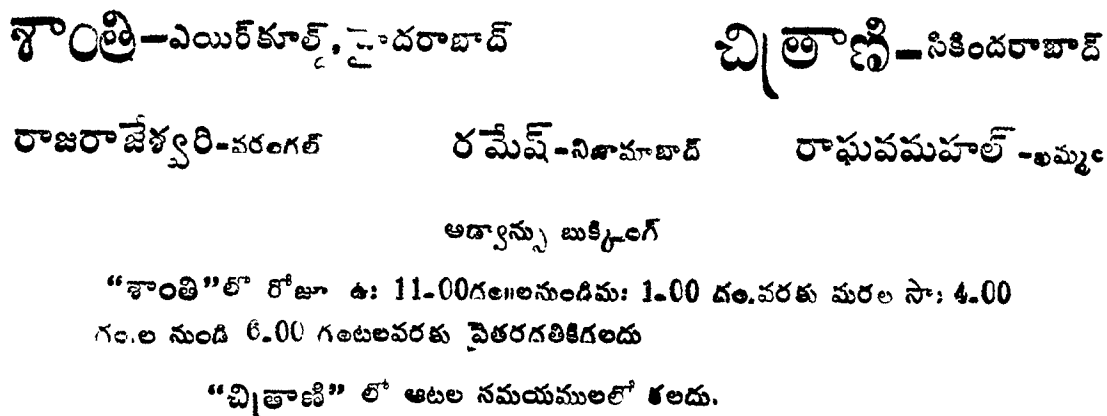 శాంతి–ఎయిర్‌కూల్డ్, హైదరాబాద్ చిత్రాణి–సికిందరాబాద్
రాజరాజేశ్వరి-వరంగల్ రమేష్-నిజామాబాద్ రాఘవమహల్-ఖమ్మం
అడ్వాన్సు బుక్కింగ్
“శాంతి”లో రోజూ ఉః 11-00గం॥లనుండిమః 1-00 గం.వరకు మరల సాః 4-00
గం.ల నుండి 6-00 గంటలవరకు పైతరగతికిగలదు
“చిత్రాణి” లో ఆటల సమయములలో కలదు.